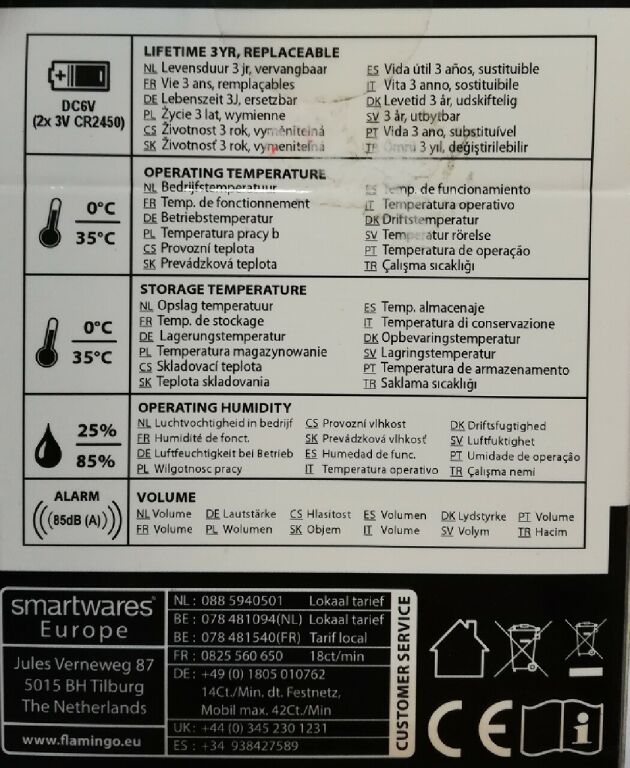 LIFETIME 3YR, REPLACEABLE
NL Levensduur 3 jr, vervangbaar
FR Vie 3 ans, remplaçables
DE Lebenszeit 3J, ersetzbar
PL Życie 3 lat, wymienne
CS Životnost 3 rok, vyměnitelná
SK Životnosť 3 rok, vymeniteľná
ES Vida útil 3 años, sustituible
IT Vita 3 anno, sostituibile
DK Levetid 3 år, udskiftelig
SV 3 år, utbytbar
PT Vida 3 ano, substituível
TR Ömrü 3 yıl, değiştirilebilir
DC6V
(2x 3V CR2450)
OPERATING TEMPERATURE
NL Bedrijfstemperatuur
FR Temp. de fonctionnement
DE Betriebstemperatur
PL Temperatura pracy b
CS Provozní teplota
SK Prevádzková teplota
ES Temp. de funcionamiento
IT Temperatura operativo
DK Driftstemperatur
SV Temperatur rörelse
PT Temperatura de operação
TR Çalışma sıcaklığı
0°C
35°C
STORAGE TEMPERATURE
NL Opslag temperatuur
FR Temp. de stockage
DE Lagerungstemperatur
PL Temperatura magazynowanie
CS Skladovací teplota
SK Teplota skladovania
ES Temp. almacenaje
IT Temperatura di conservazione
DK Opbevaringstemperatur
SV Lagringstemperatur
PT Temperatura de armazenamento
TR Saklama sıcaklığı
0°C
35°C
OPERATING HUMIDITY
NL Luchtvochtigheid in bedrijf
FR Humidité de fonct.
DE Luftfeuchtigkeit bei Betrieb
PL Wilgotnosc pracy
CS Provozní vlhkost
SK Prevádzková vlhkosť
ES Humedad de func.
IT Temperatura operativo
DK Driftsfugtighed
SV Luftfuktighet
PT Umidade de operação
TR Çalişma nemi
25%
85%
ALARM
85dB (A)
VOLUME
NL Volume DE Lautstärke CS Hlasitost ES Volumen DK Lydstyrke PT Volume
FR Volume PL Wolumen SK Objem IT Volume SV Volym TR Hacim
smartwares®
Europe
Jules Verneweg 87
5015 BH Tilburg
The Netherlands
www.flamingo.eu
NL : 088 5940501 Lokaal tarief
BE : 078 481094(NL) Lokaal tarief
BE : 078 481540(FR) Tarif local
FR : 0825 560 650 18ct/min
DE : +49 (0) 1805 010762
14Ct./Min. dt. Festnetz,
Mobil max. 42Ct./Min
UK : +44 (0) 345 230 1231
ES : +34 938427589
CUSTOMER SERVICE
CE
i